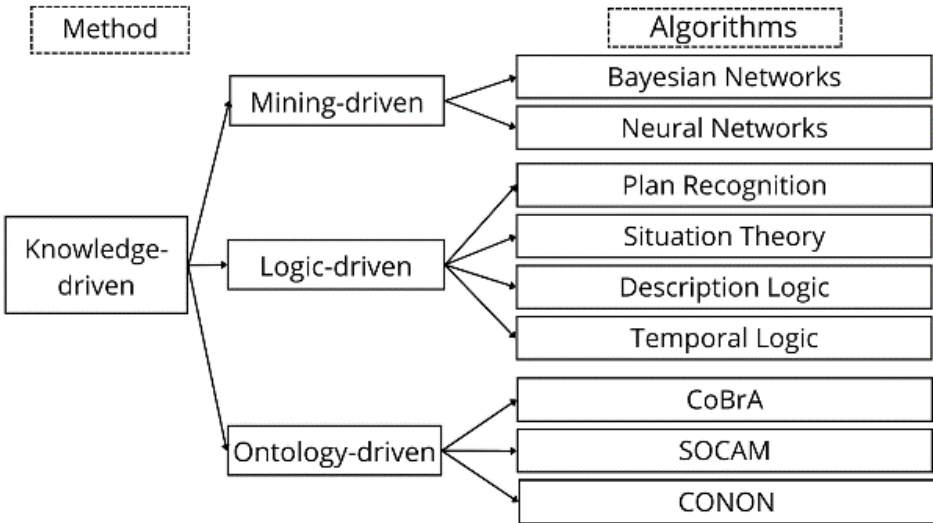 Method
Algorithms
Knowledge-
driven
Mining-driven
Bayesian Networks
Neural Networks
Logic-driven
Plan Recognition
Situation Theory
Description Logic
Temporal Logic
Ontology-driven
CoBrA
SOCAM
CONON